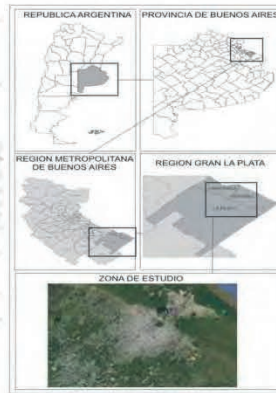 REPUBLICA ARGENTINA
PROVINCIA DE BUENOS AIRES
REGION METROPOLITANA
DE BUENOS AIRES
REGION GRAN LA PLATA
ZONA DE ESTUDIO